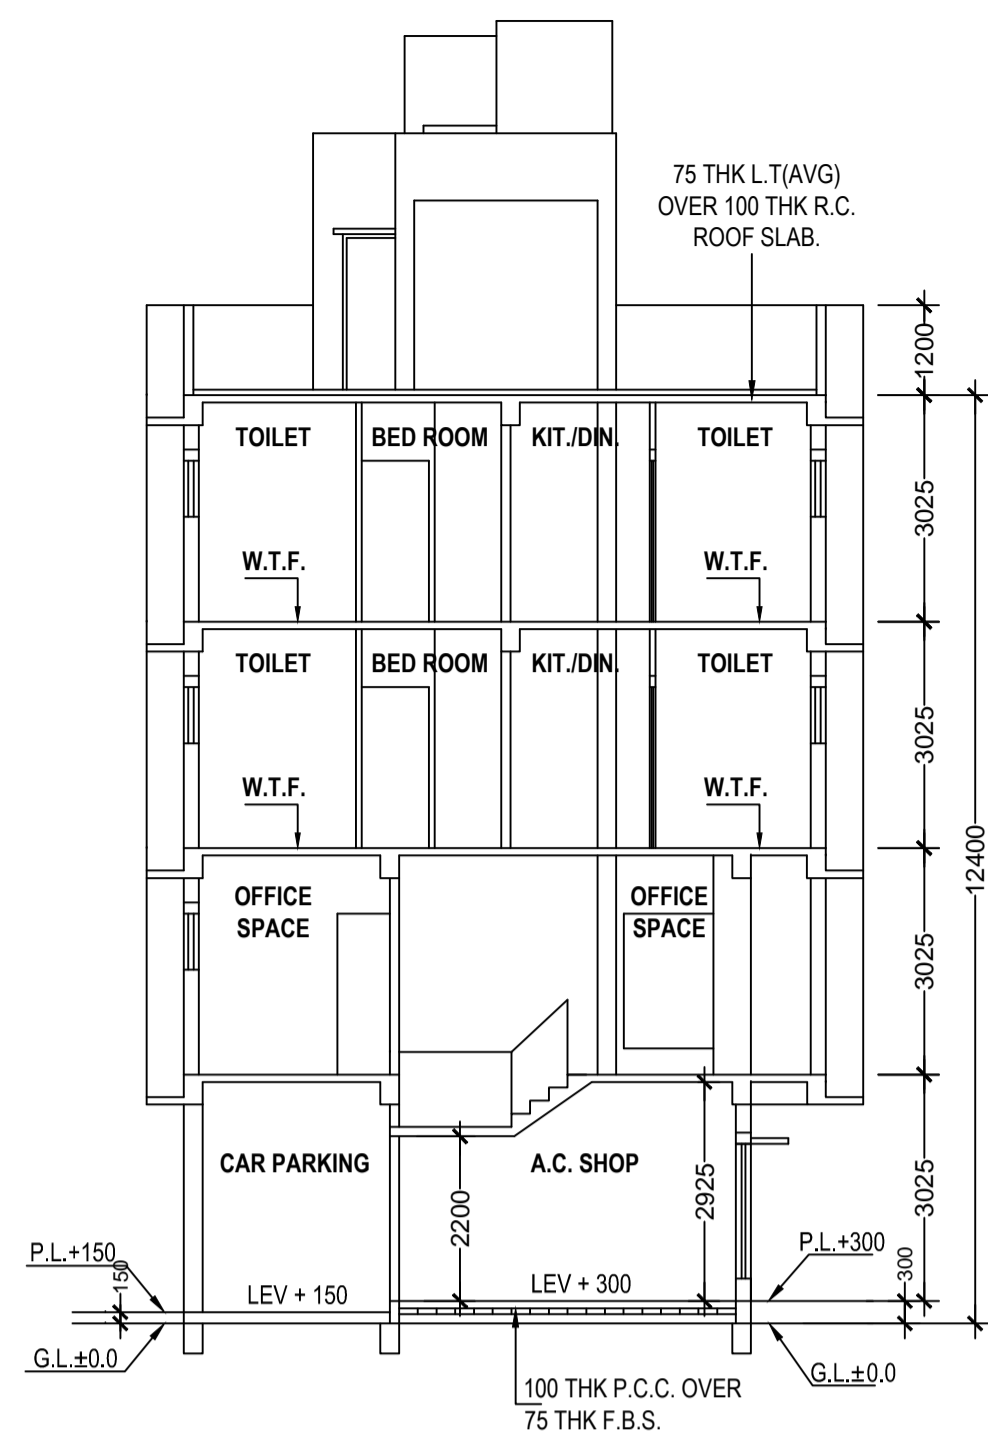 75 THK L.T(AVG)
OVER 100 THK R.C.
ROOF SLAB.
1200
TOILET BED ROOM KIT./DIN. TOILET
3025
W.T.F. W.T.F.
TOILET BED ROOM KIT./DIN. TOILET
3025
W.T.F. W.T.F.
12400
OFFICE OFFICE
SPACE SPACE
3025
CAR PARKING A.C. SHOP
2925
3025
2200
P.L.+150 P.L.+300
150 300
LEV + 150 LEV + 300
G.L.±0.0 G.L.±0.0
100 THK P.C.C. OVER
75 THK F.B.S.